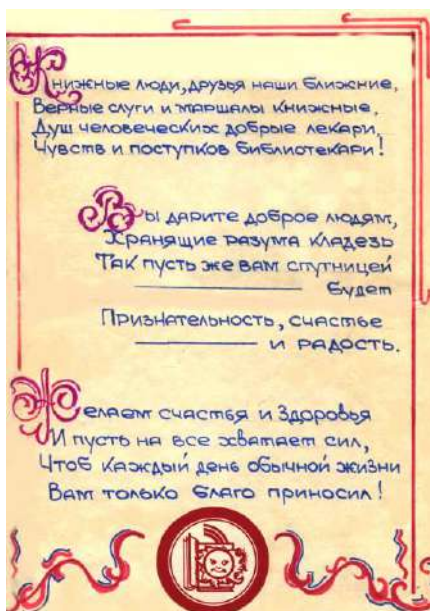 Книжные люди, друзья наши ближние,
Верные слуги и маршалы книжные,
Душ человеческих добрые лекари,
Чувств и поступков библиотекари!
Вы дарите доброе людям,
Хранящие разума кладезь
Так пусть же вам спутницей
будет
Признательность, счастье
и радость.
Желаем счастья и здоровья
И пусть на все хватает сил,
Чтоб каждый день обычной жизни
Вам только благо приносил!